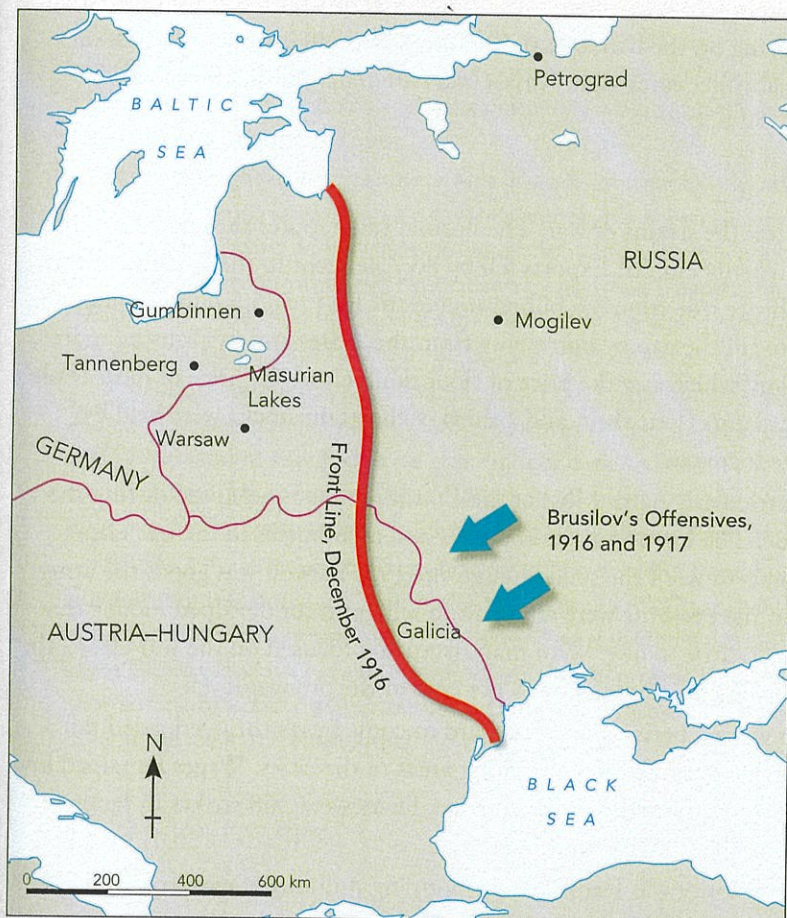 Petrograd
BALTIC
SEA
RUSSIA
Gumbinnen
Mogilev
Tannenberg
Masurian
Lakes
Warsaw
GERMANY
Front Line, December 1916
Brusilov's Offensives,
1916 and 1917
AUSTRIA–HUNGARY
Galicia
N
BLACK
SEA
0 200 400 600 km